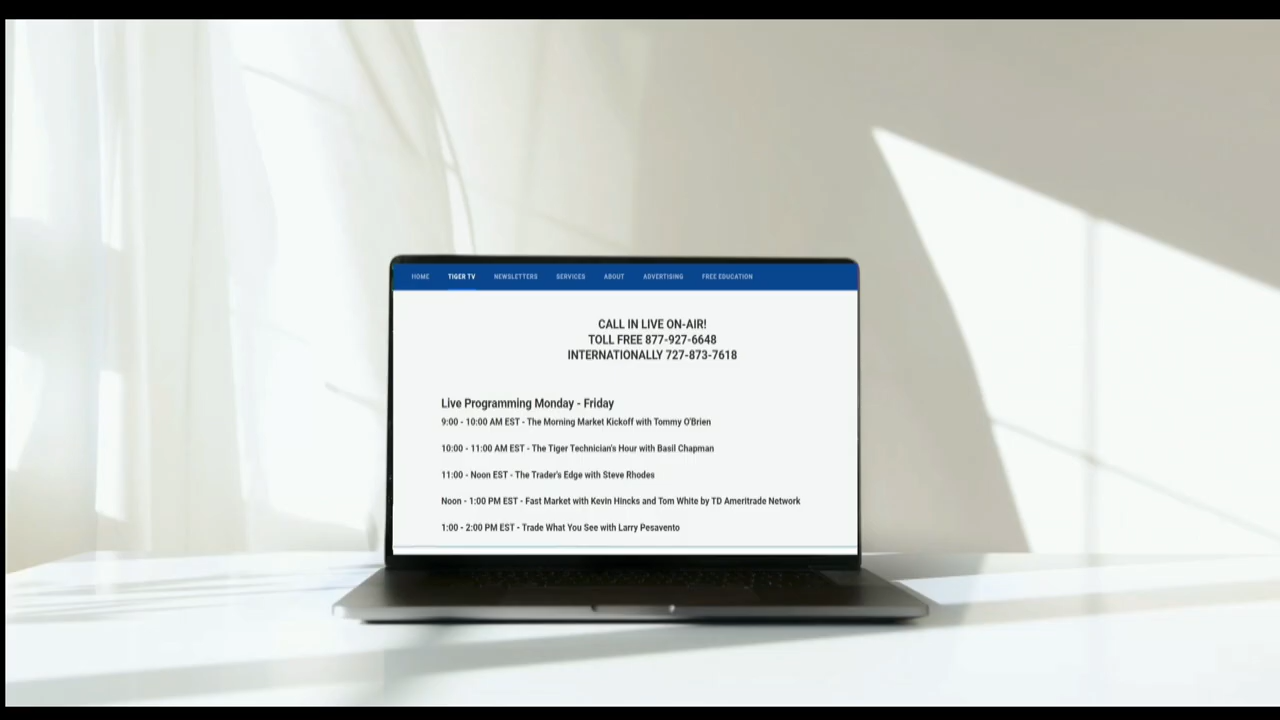 HOME TIGER TV NEWSLETTERS SERVICES ABOUT ADVERTISING FREE EDUCATION
CALL IN LIVE ON-AIR!
TOLL FREE 877-927-6648
INTERNATIONALLY 727-873-7618
Live Programming Monday - Friday
9:00 - 10:00 AM EST - The Morning Market Kickoff with Tommy O'Brien
10:00 - 11:00 AM EST - The Tiger Technician's Hour with Basil Chapman
11:00 - Noon EST - The Trader's Edge with Steve Rhodes
Noon - 1:00 PM EST - Fast Market with Kevin Hincks and Tom White by TD Ameritrade Network
1:00 - 2:00 PM EST - Trade What You See with Larry Pesavento